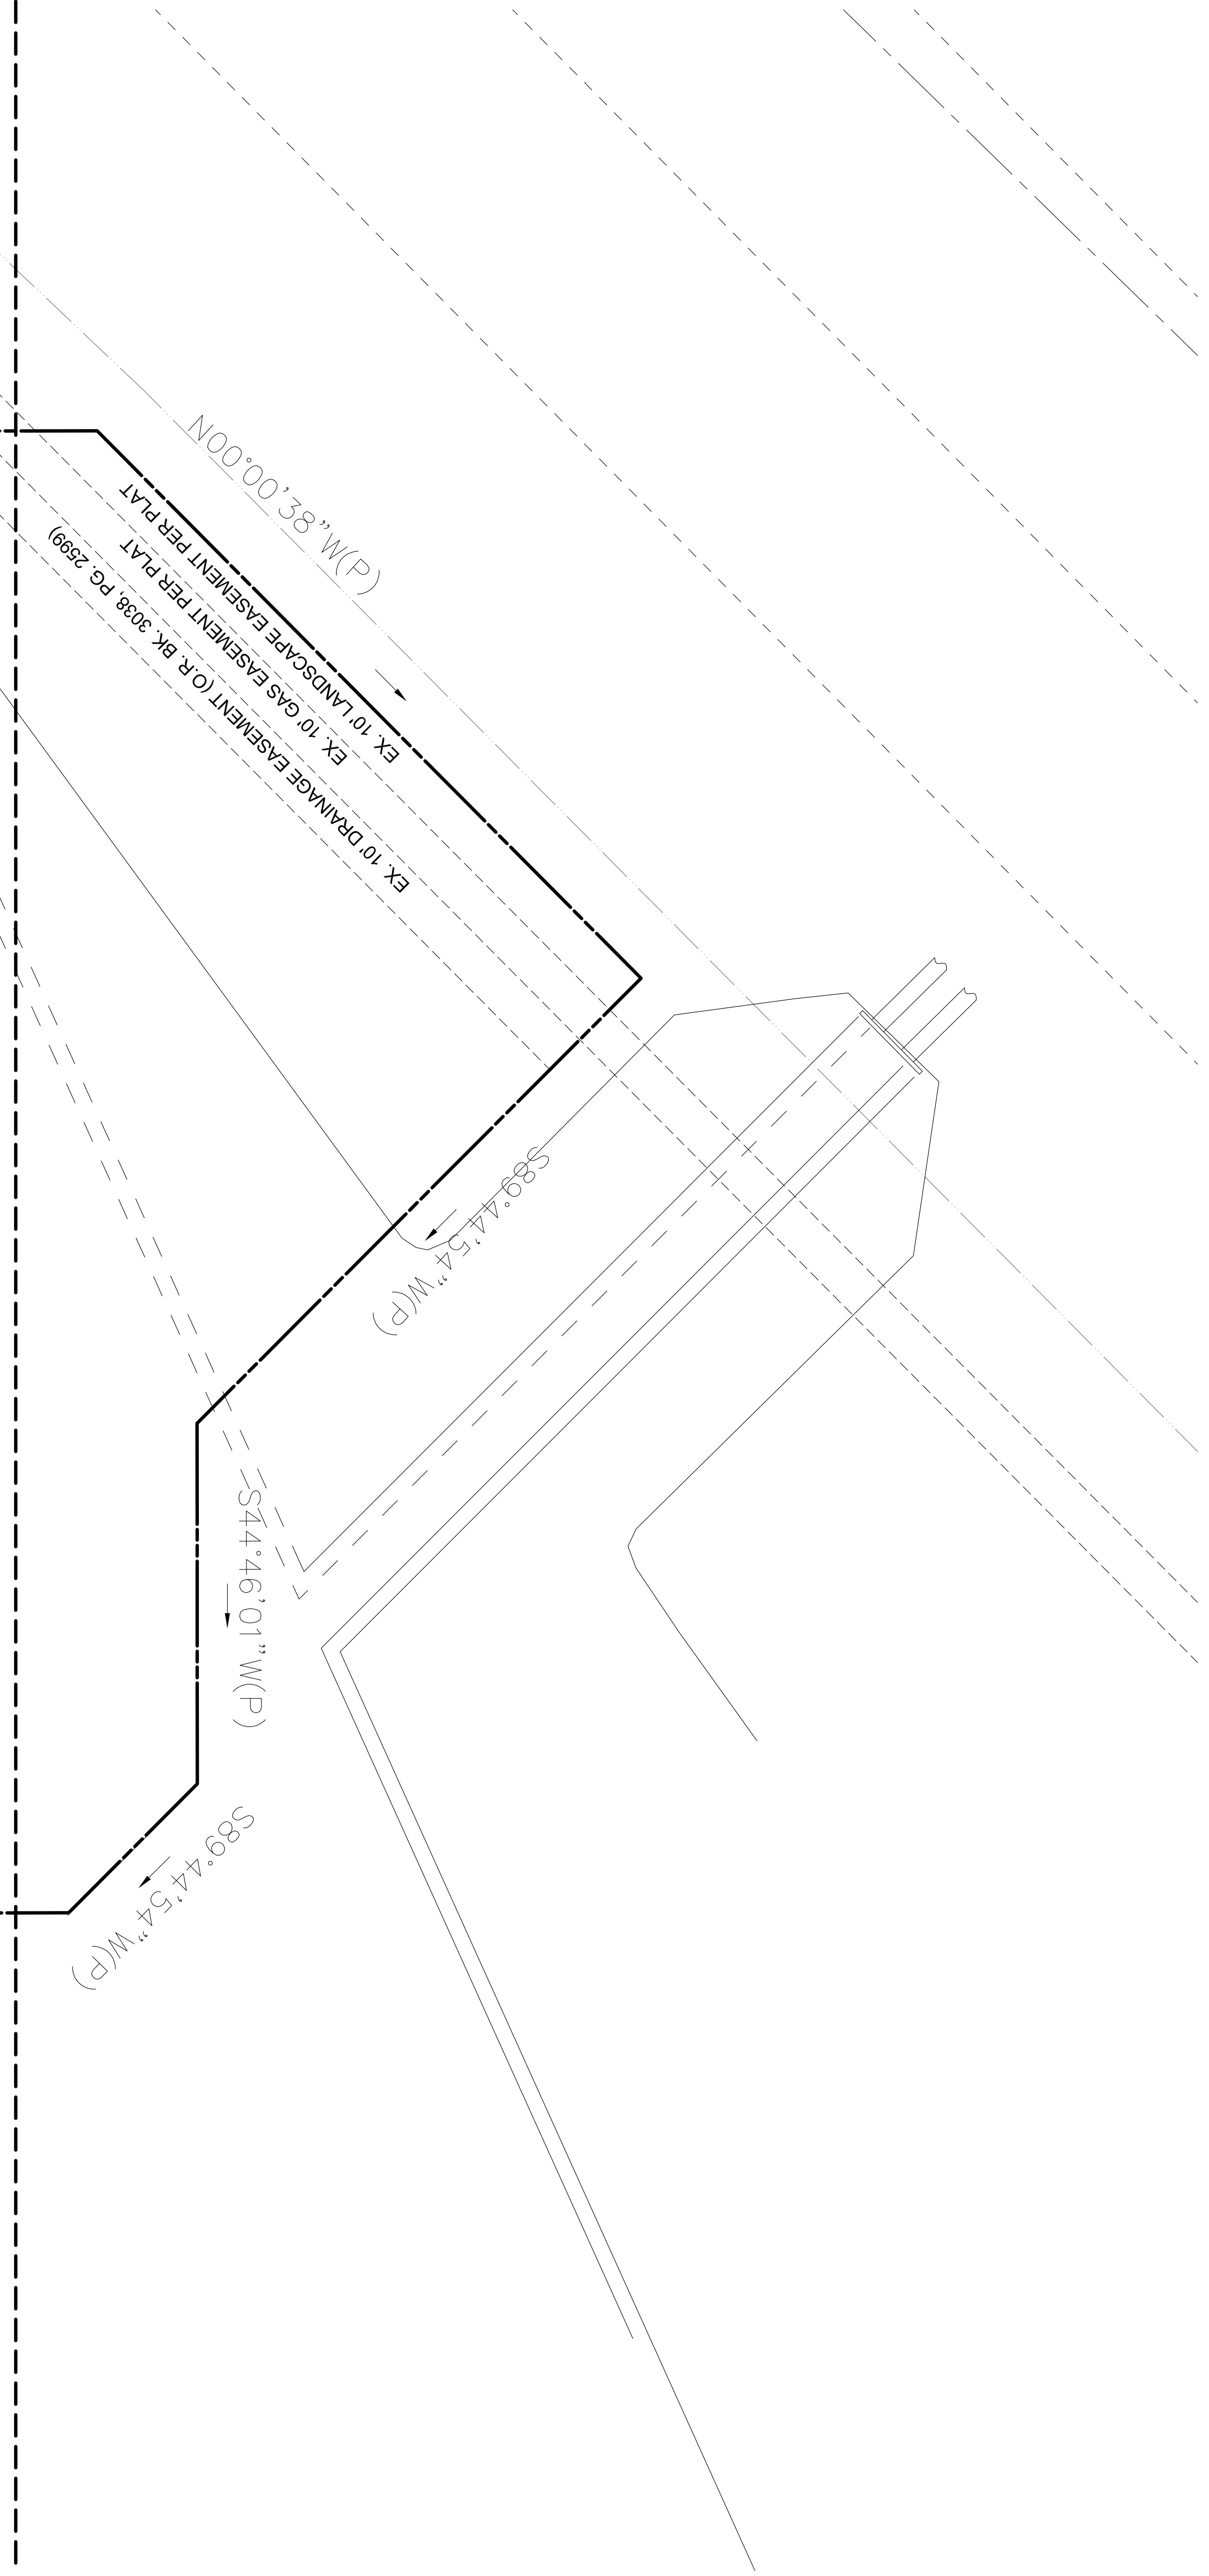 N00°00'38"W(P)
EX. 10' LANDSCAPE EASEMENT PER PLAT
EX. 10' GAS EASEMENT PER PLAT
EX. 10' DRAINAGE EASEMENT (O.R. BK. 3038, PG. 2599)
S89°44'54"W(P)
S44°46'01"W(P)
S89°44'54"W(P)